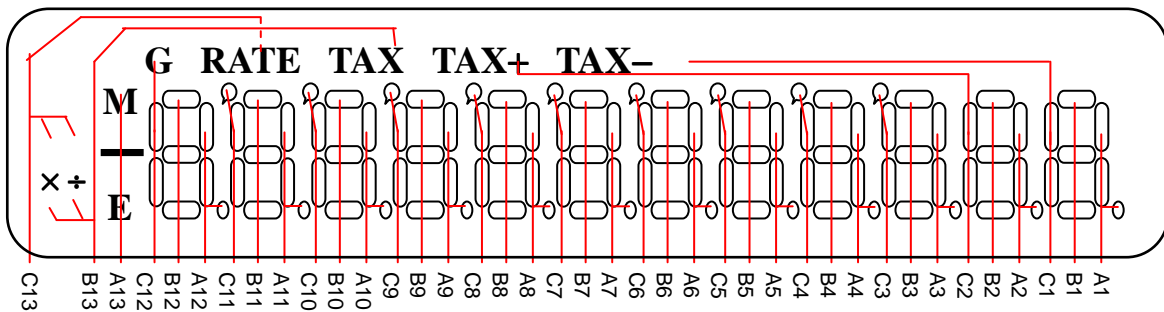 G RATE TAX TAX+ TAX−
M
× ÷
E
C13 B13 A13 C12 B12 A12 C11 B11 A11 C10 B10 A10 C9 B9 A9 C8 B8 A8 C7 B7 A7 C6 B6 A6 C5 B5 A5 C4 B4 A4 C3 B3 A3 C2 B2 A2 C1 B1 A1